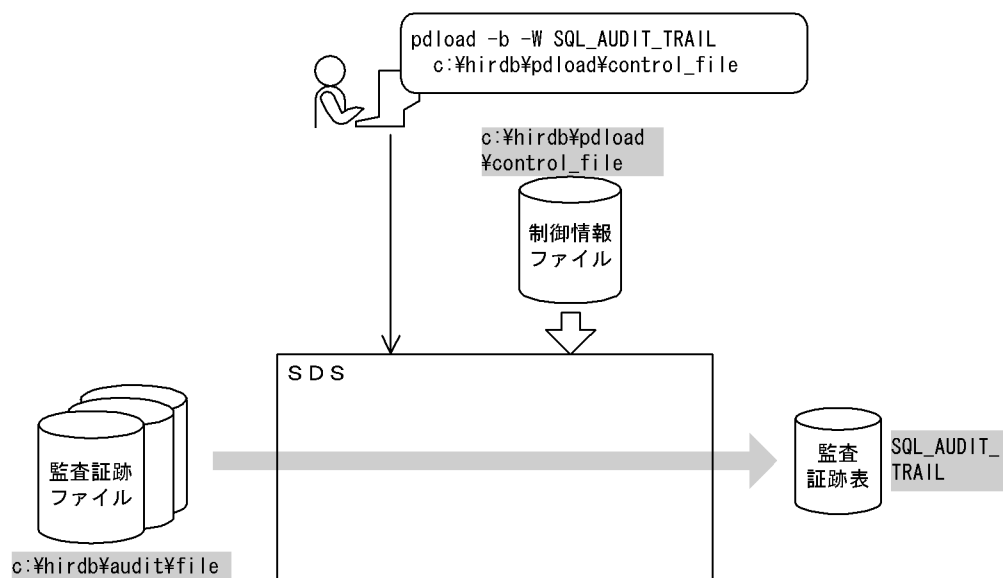 pdload -b -W SQL_AUDIT_TRAIL
c:¥hirdb¥pdload¥control_file
c:¥hirdb¥pdload
¥control_file
制御情報
ファイル
ＳＤＳ
監査証跡
ファイル
c:¥hirdb¥audit¥file
監査
証跡表
SQL_AUDIT_
TRAIL